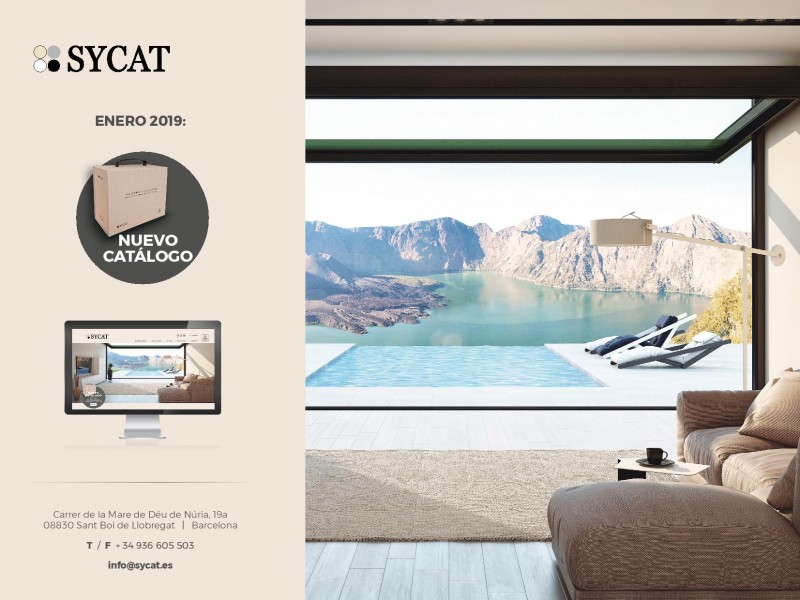 SYCAT
ENERO 2019:
NUEVO
CATÁLOGO
SYCAT
Carrer de la Mare de Déu de Núria, 19a
08830 Sant Boi de Llobregat | Barcelona
T / F +34 936 605 503
info@sycat.es